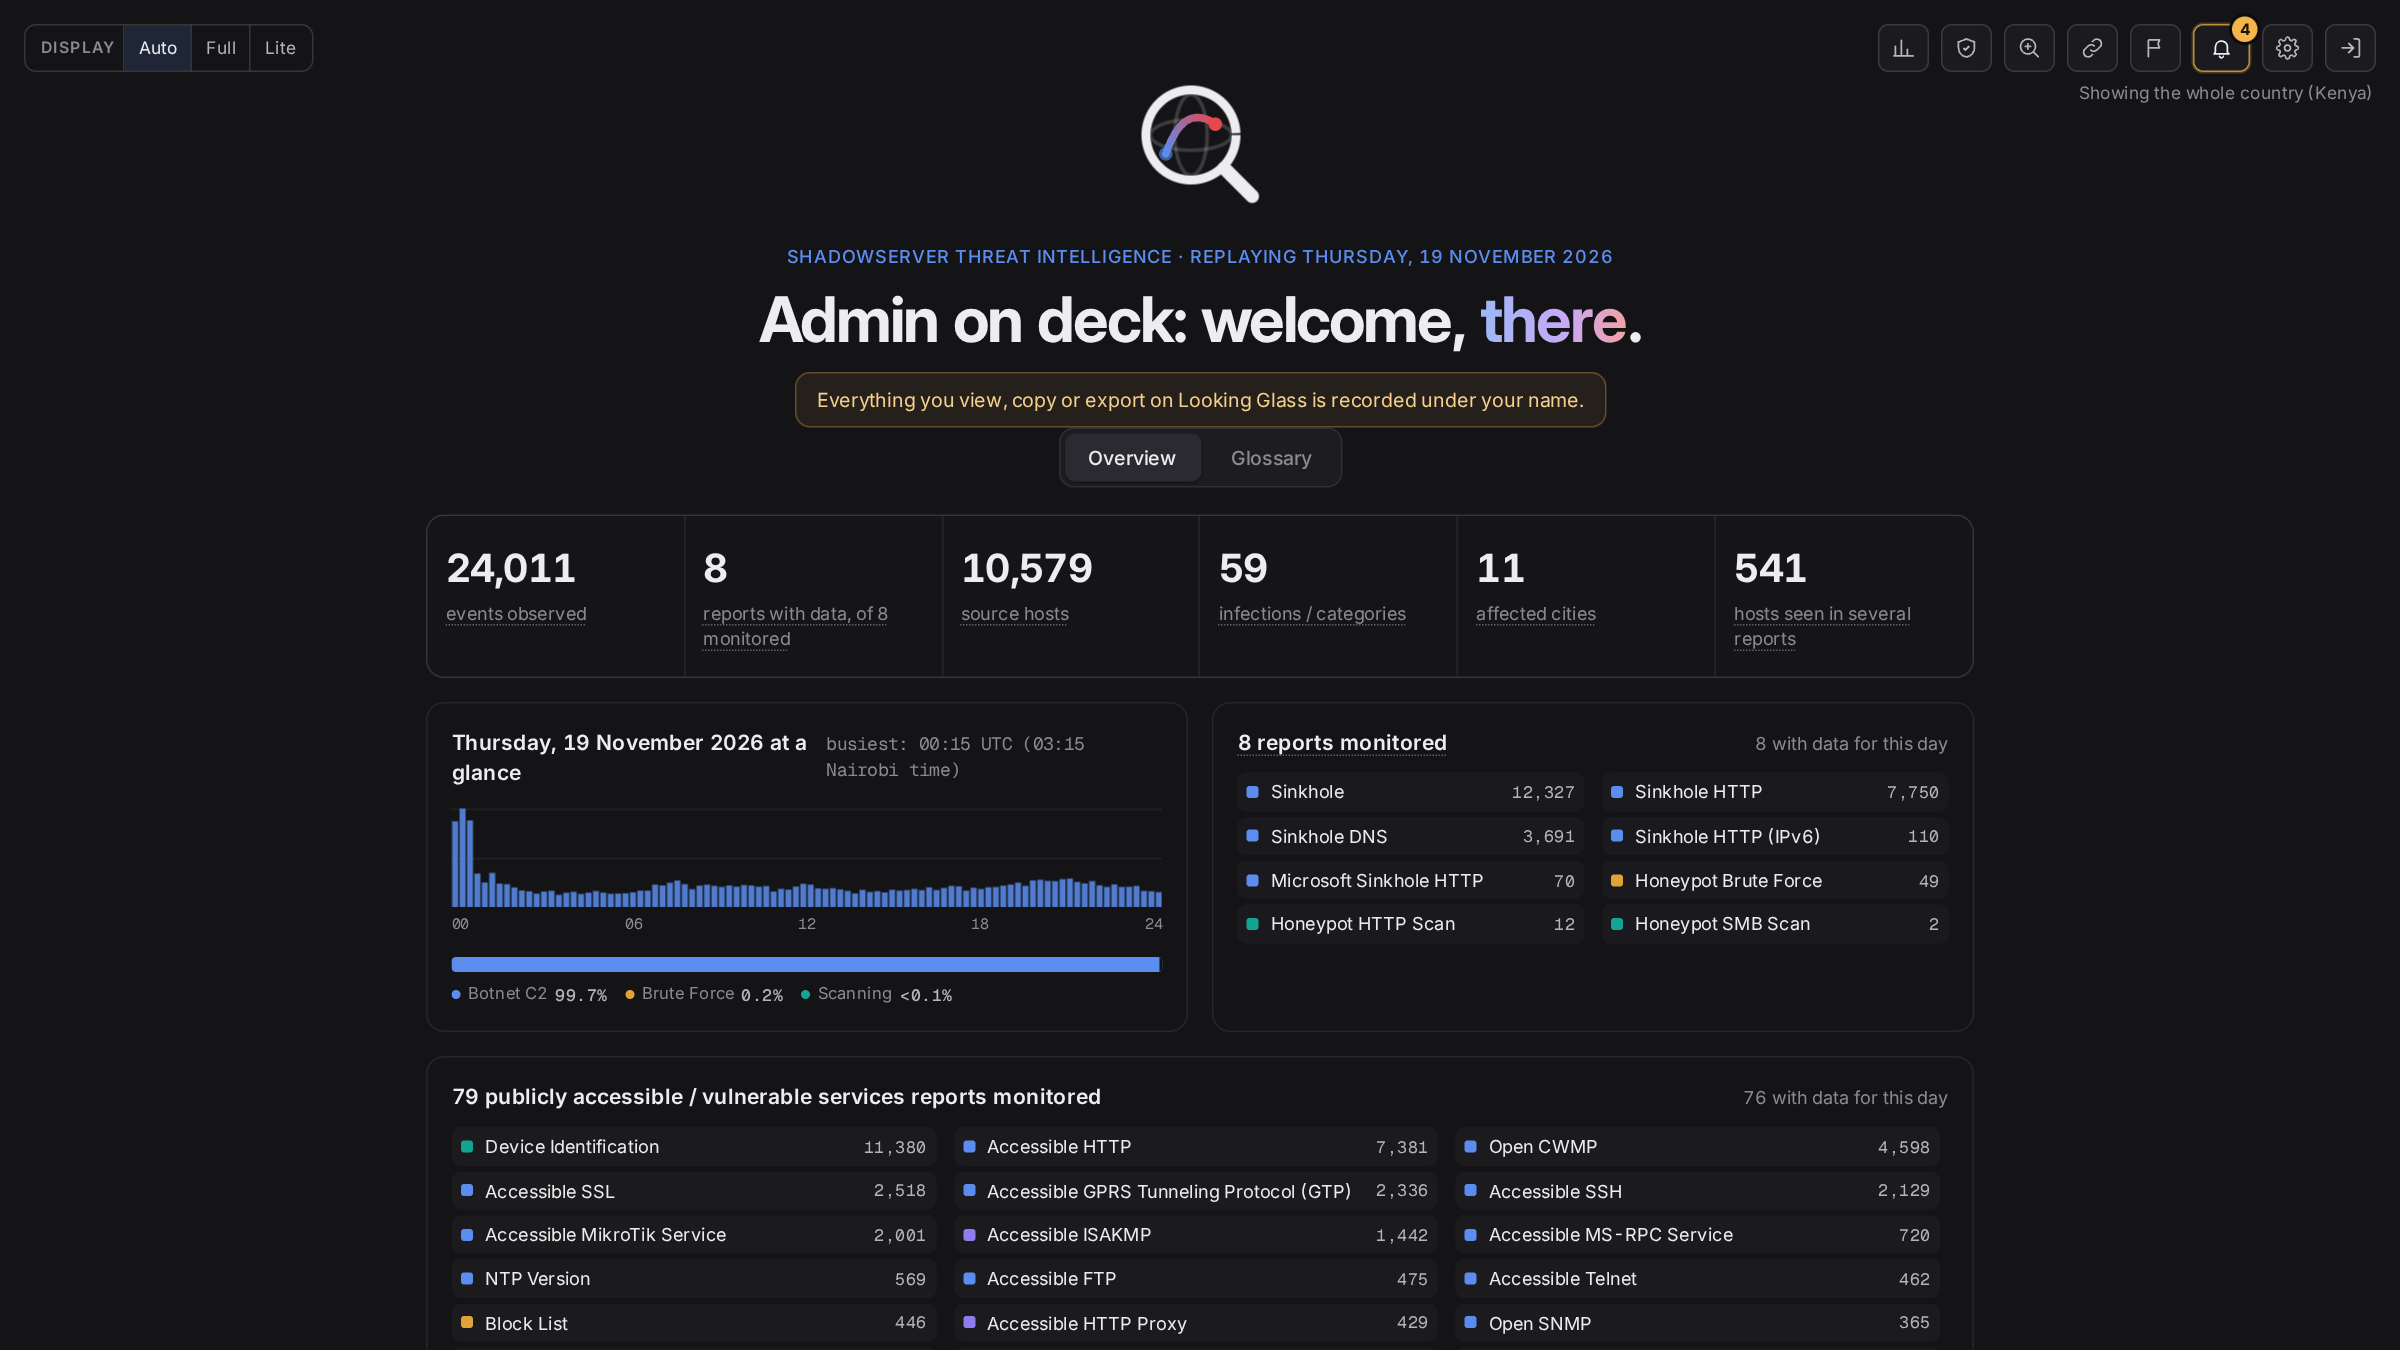 DISPLAY Auto Full Lite
4
Showing the whole country (Kenya)
SHADOWSERVER THREAT INTELLIGENCE · REPLAYING THURSDAY, 19 NOVEMBER 2026
Admin on deck: welcome, there.
Everything you view, copy or export on Looking Glass is recorded under your name.
Overview Glossary
24,011
events observed
8
reports with data, of 8
monitored
10,579
source hosts
59
infections / categories
11
affected cities
541
hosts seen in several
reports
Thursday, 19 November 2026 at a
glance
busiest: 00:15 UTC (03:15
Nairobi time)
00 06 12 18 24
Botnet C2 99.7% Brute Force 0.2% Scanning <0.1%
8 reports monitored
8 with data for this day
Sinkhole 12,327
Sinkhole HTTP 7,750
Sinkhole DNS 3,691
Sinkhole HTTP (IPv6) 110
Microsoft Sinkhole HTTP 70
Honeypot Brute Force 49
Honeypot HTTP Scan 12
Honeypot SMB Scan 2
79 publicly accessible / vulnerable services reports monitored
76 with data for this day
Device Identification 11,380
Accessible HTTP 7,381
Open CWMP 4,598
Accessible SSL 2,518
Accessible GPRS Tunneling Protocol (GTP) 2,336
Accessible SSH 2,129
Accessible MikroTik Service 2,001
Accessible ISAKMP 1,442
Accessible MS-RPC Service 720
NTP Version 569
Accessible FTP 475
Accessible Telnet 462
Block List 446
Accessible HTTP Proxy 429
Open SNMP 365